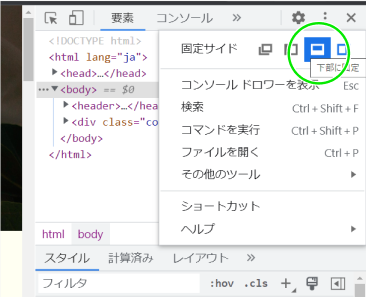 要素 コンソール
<!DOCTYPE html>
<html lang="ja">
<head>…</head>
<body> == $0
<header>…</
<div class="co
</body>
</html>
固定サイド
下部に固定
コンソール ドロワーを表示 Esc
検索 Ctrl + Shift + F
コマンドを実行 Ctrl + Shift + P
ファイルを開く Ctrl + P
その他のツール
ショートカット
ヘルプ
html body
スタイル 計算済み レイアウト
フィルタ :hov .cls